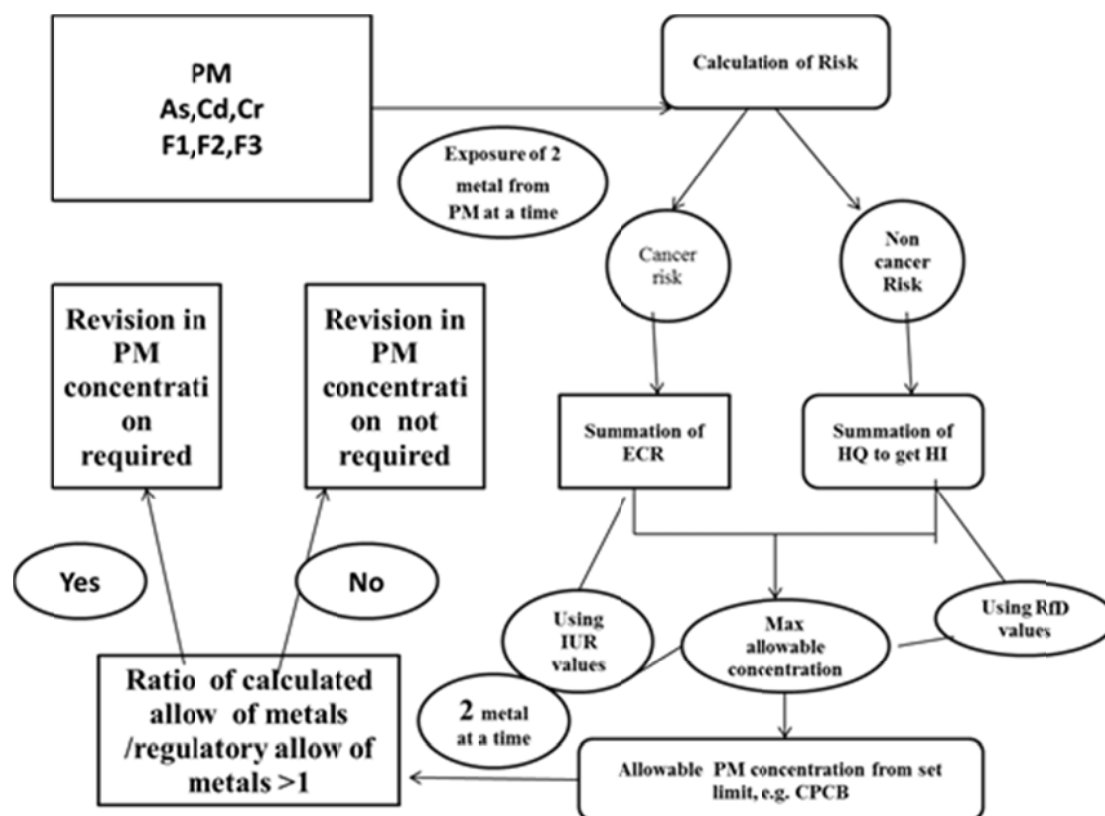 PM
As,Cd,Cr
F1,F2,F3
Calculation of Risk
Exposure of 2
metal from
PM at a time
Cancer
risk
Non
cancer
Risk
Revision in
PM
concentrati
on
required
Revision in
PM
concentrati
on not
required
Summation of
ECR
Summation of
HQ to get HI
Yes
No
Using
IUR
values
Max
allowable
concentration
Using RfD
values
Ratio of calculated
allow of metals
/regulatory allow of
metals >1
2 metal
at a time
Allowable PM concentration from set
limit, e.g. CPCB